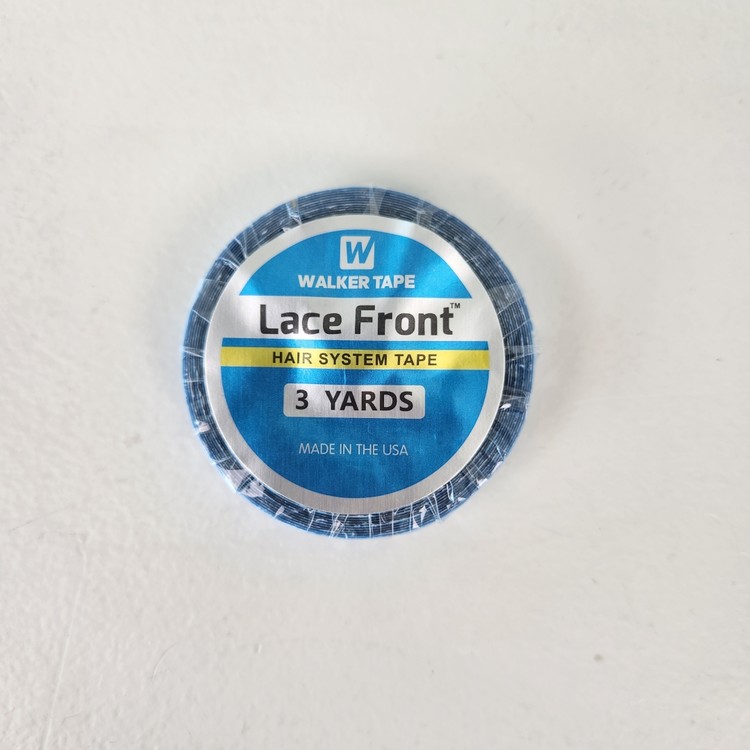 W
WALKER TAPE
Lace Front™
HAIR SYSTEM TAPE
3 YARDS
MADE IN THE USA